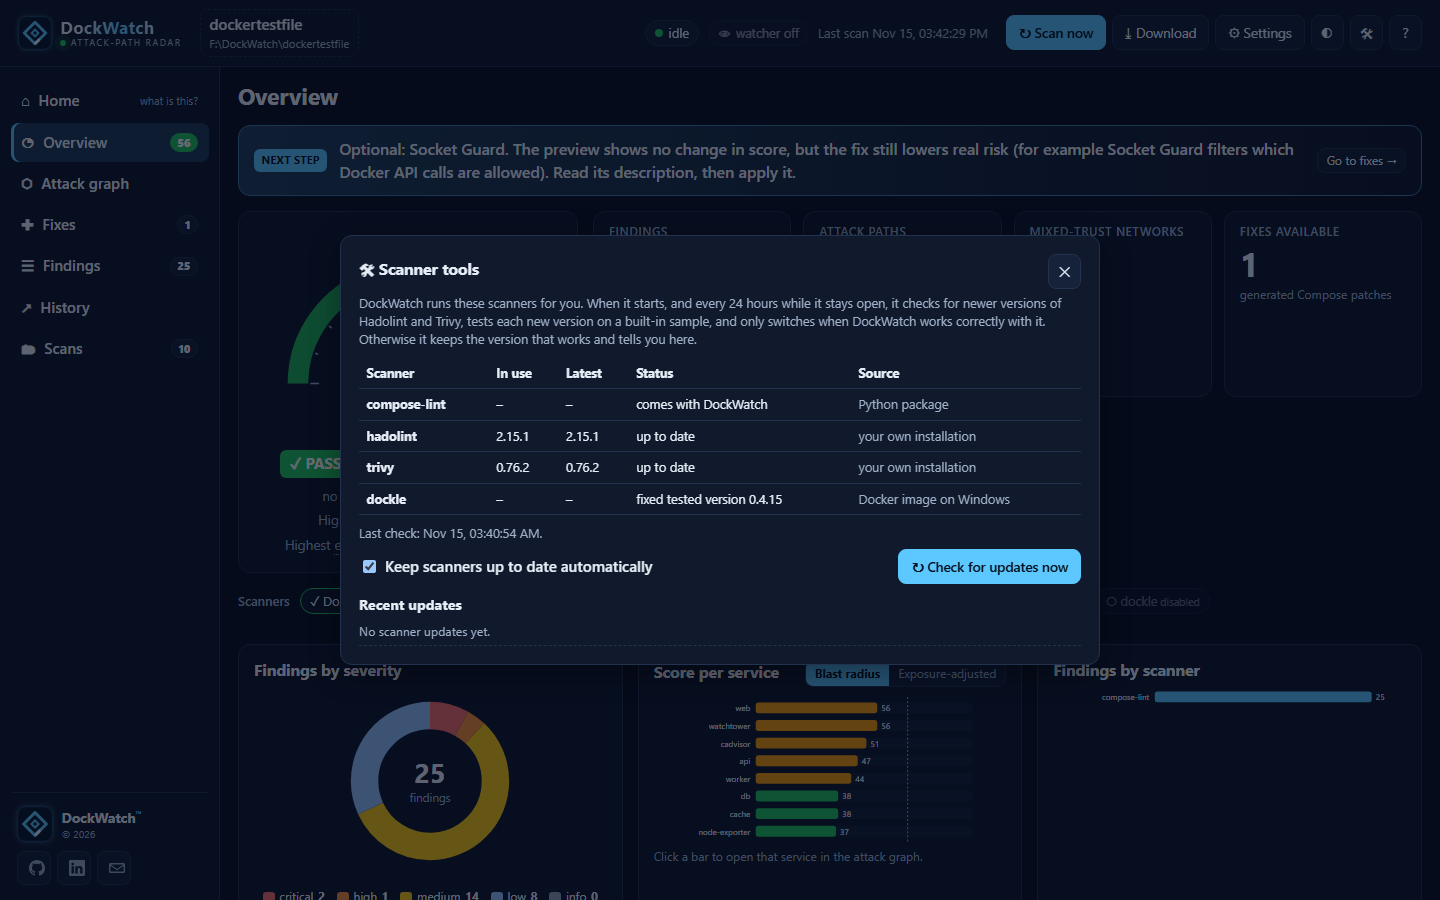 DockWatch
ATTACK-PATH RADAR
dockertestfile
F:\DockWatch\dockertestfile
idle
watcher off
Last scan Nov 15, 03:42:29 PM
↻ Scan now
Download
Settings
?
Home
what is this?
Overview
56
Attack graph
Fixes
1
Findings
25
History
Scans
10
DockWatch™
© 2026
Overview
NEXT STEP
Optional: Socket Guard. The preview shows no change in score, but the fix still lowers real risk (for example Socket Guard filters which
Docker API calls are allowed). Read its description, then apply it.
Go to fixes →
FINDINGS
ATTACK PATHS
MIXED-TRUST NETWORKS
FIXES AVAILABLE
1
generated Compose patches
✓ PASS
no
Hig
Highest e
Scanners
✓ Do
dockle disabled
Scanner tools
DockWatch runs these scanners for you. When it starts, and every 24 hours while it stays open, it checks for newer versions of
Hadolint and Trivy, tests each new version on a built-in sample, and only switches when DockWatch works correctly with it.
Otherwise it keeps the version that works and tells you here.
Scanner In use Latest Status Source
compose-lint – – comes with DockWatch Python package
hadolint 2.15.1 2.15.1 up to date your own installation
trivy 0.76.2 0.76.2 up to date your own installation
dockle – – fixed tested version 0.4.15 Docker image on Windows
Last check: Nov 15, 03:40:54 AM.
Keep scanners up to date automatically
↻ Check for updates now
Recent updates
No scanner updates yet.
Findings by severity
25
findings
critical 2 high 1 medium 14 low 8 info 0
Score per service
Blast radius
Exposure-adjusted
web 56
watchtower 56
cadvisor 51
api 47
worker 44
db 38
cache 38
node-exporter 37
Click a bar to open that service in the attack graph.
Findings by scanner
compose-lint 25